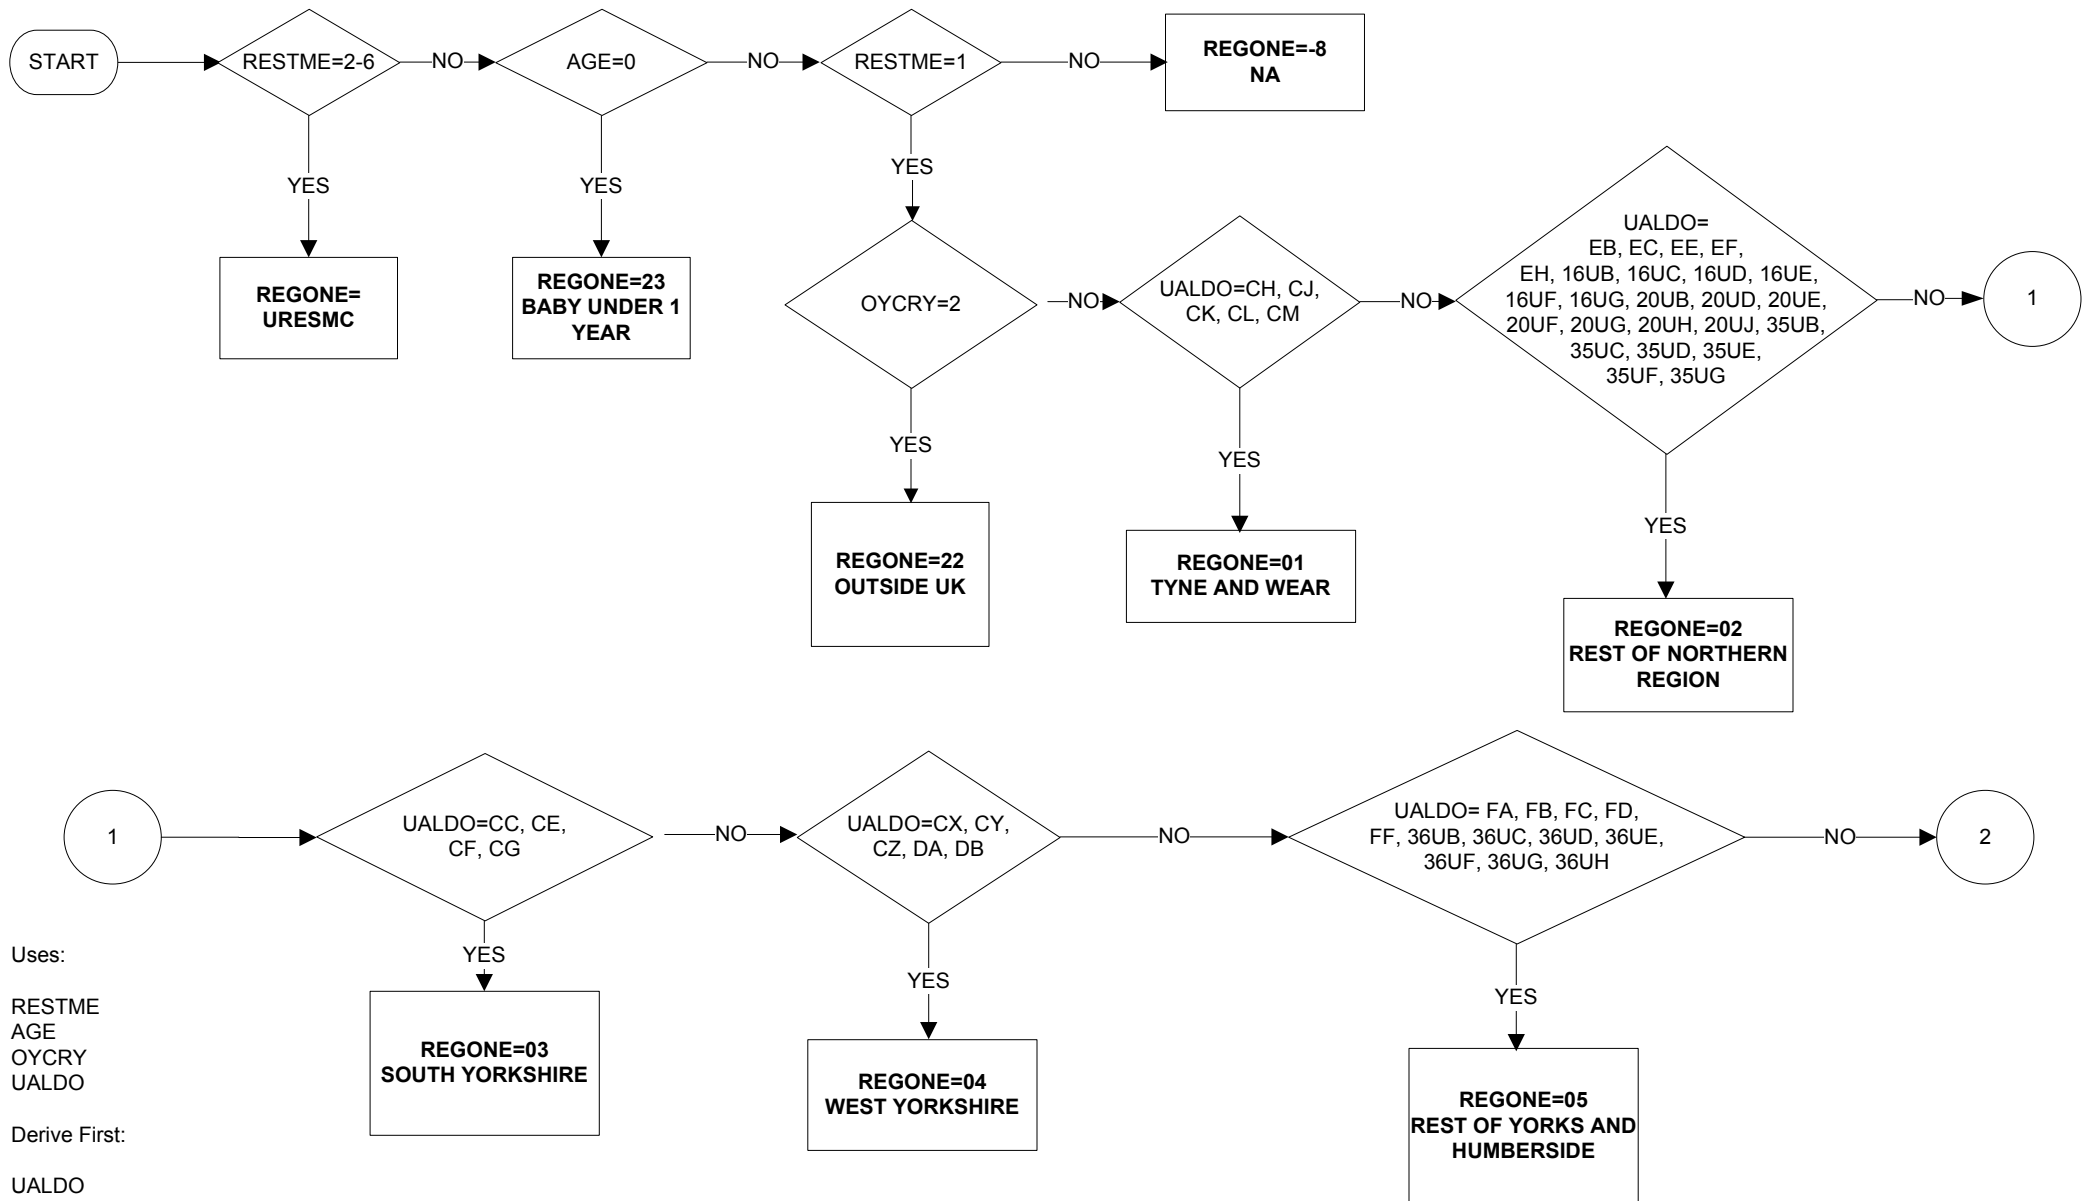 START
RESTME=2-6
NO
AGE=0
NO
RESTME=1
NO
REGONE=-8
NA
YES
YES
YES
REGONE=
URESMC
REGONE=23
BABY UNDER 1
YEAR
OYCRY=2
NO
UALDO=CH, CJ,
CK, CL, CM
NO
UALDO=
EB, EC, EE, EF,
EH, 16UB, 16UC, 16UD, 16UE,
16UF, 16UG, 20UB, 20UD, 20UE,
20UF, 20UG, 20UH, 20UJ, 35UB,
35UC, 35UD, 35UE,
35UF, 35UG
NO
1
YES
YES
YES
REGONE=22
OUTSIDE UK
REGONE=01
TYNE AND WEAR
REGONE=02
REST OF NORTHERN
REGION
1
UALDO=CC, CE,
CF, CG
NO
UALDO=CX, CY,
CZ, DA, DB
NO
UALDO= FA, FB, FC, FD,
FF, 36UB, 36UC, 36UD, 36UE,
36UF, 36UG, 36UH
NO
2
YES
YES
YES
REGONE=03
SOUTH YORKSHIRE
REGONE=04
WEST YORKSHIRE
REGONE=05
REST OF YORKS AND
HUMBERSIDE
Uses:
RESTME
AGE
OYCRY
UALDO
Derive First:
UALDO